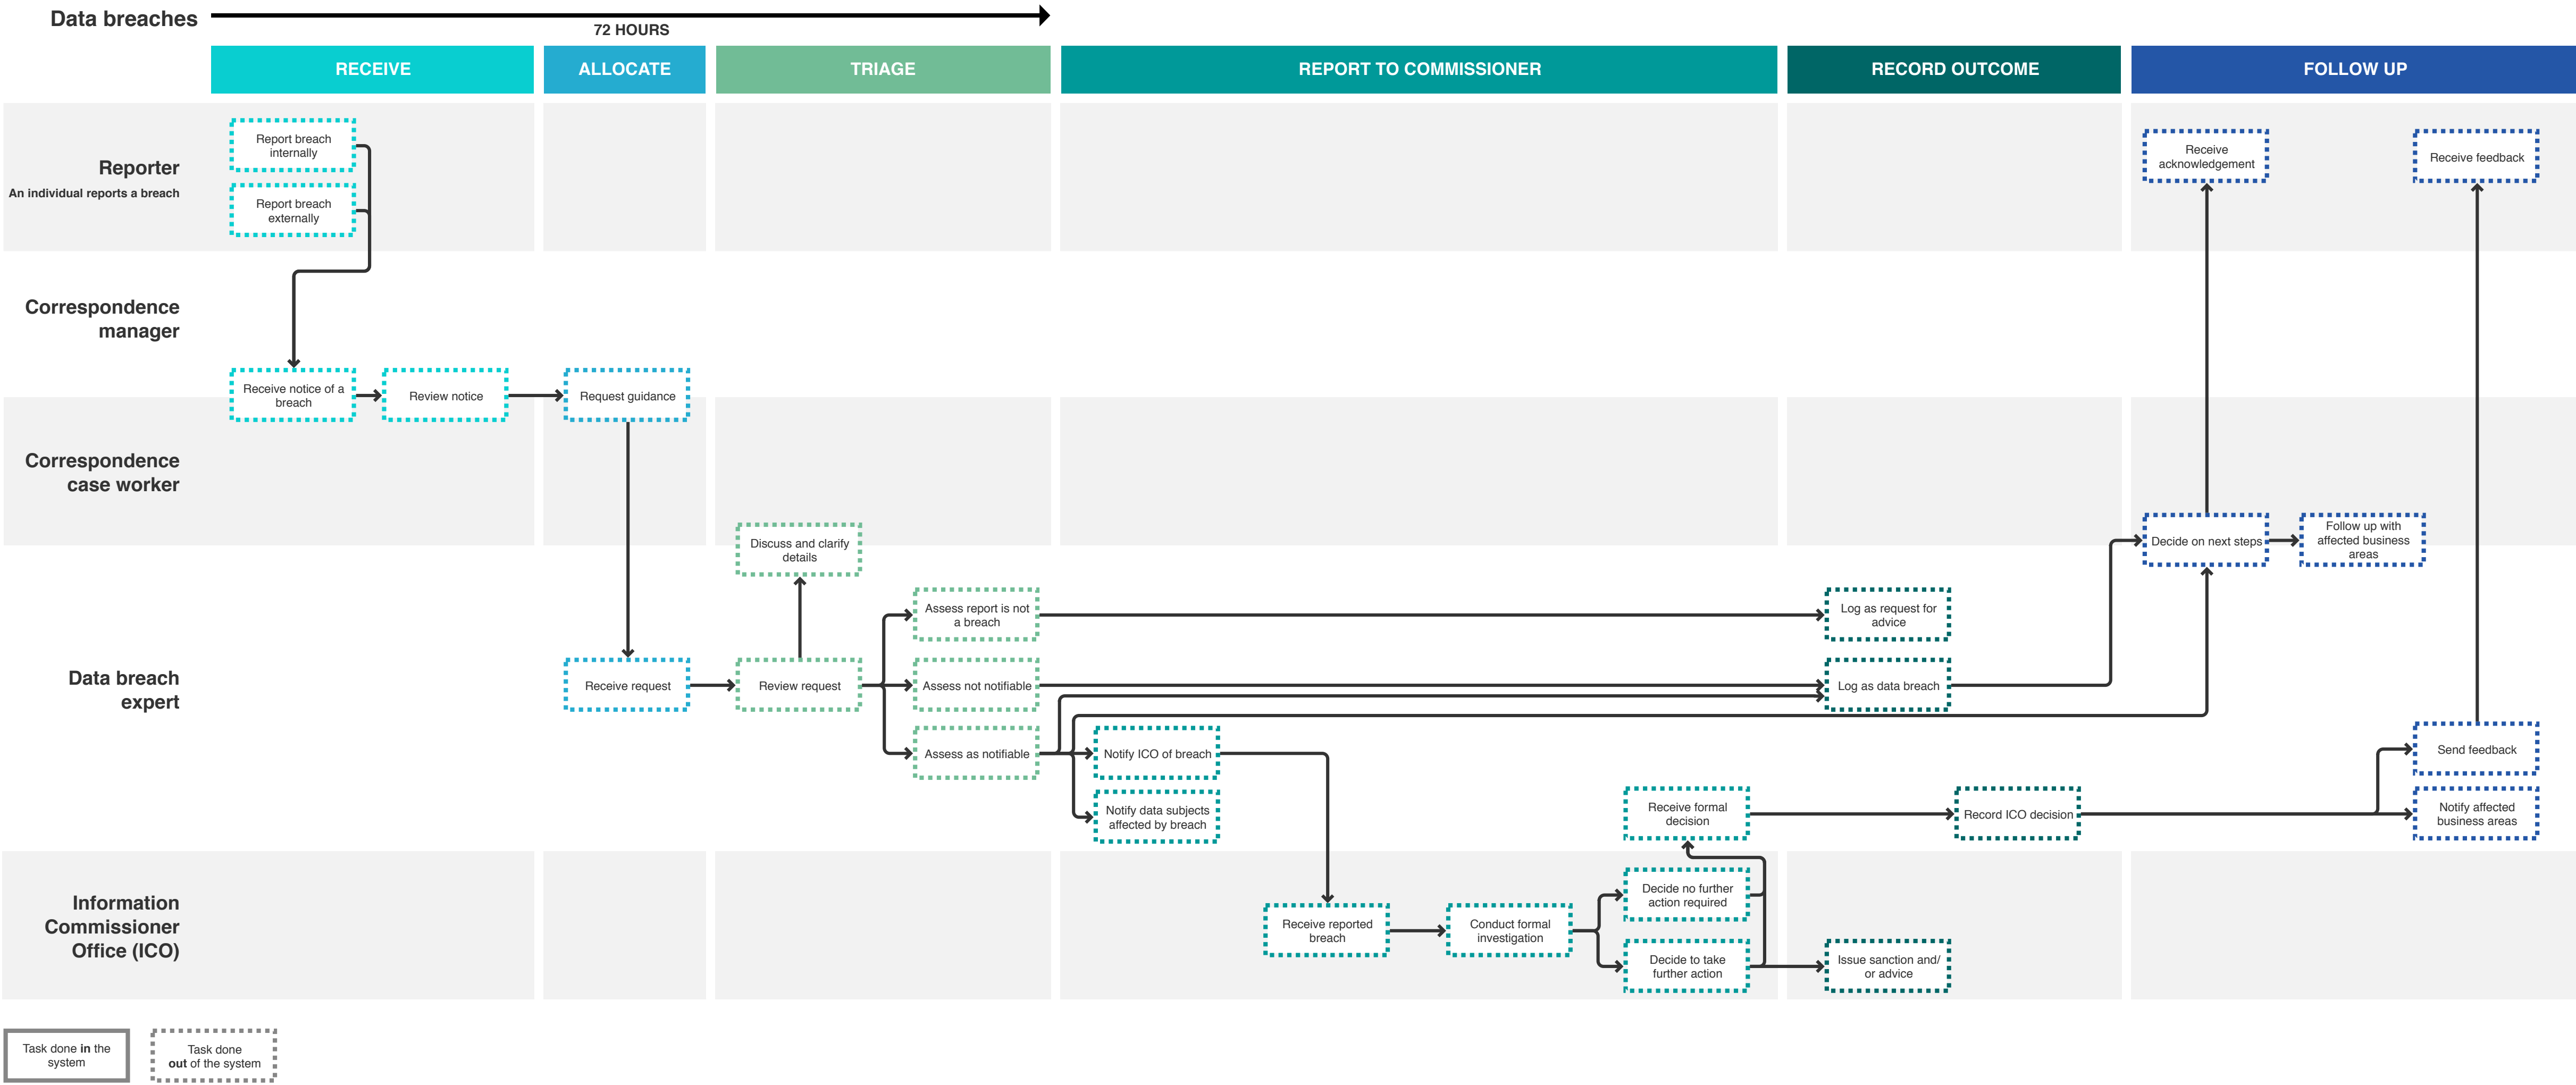 Data breaches
72 HOURS
RECEIVE
ALLOCATE
TRIAGE
REPORT TO COMMISSIONER
RECORD OUTCOME
FOLLOW UP
Reporter
An individual reports a breach
Report breach
internally
Report breach
externally
Receive
acknowledgement
Receive feedback
Correspondence
manager
Receive notice of a
breach
Review notice
Request guidance
Correspondence
case worker
Discuss and clarify
details
Decide on next steps
Follow up with
affected business
areas
Data breach
expert
Receive request
Review request
Assess report is not
a breach
Assess not notifiable
Assess as notifiable
Log as request for
advice
Log as data breach
Notify ICO of breach
Notify data subjects
affected by breach
Receive formal
decision
Record ICO decision
Send feedback
Notify affected
business areas
Information
Commissioner
Office (ICO)
Receive reported
breach
Conduct formal
investigation
Decide no further
action required
Decide to take
further action
Issue sanction and/
or advice
Task done in the
system
Task done
out of the system